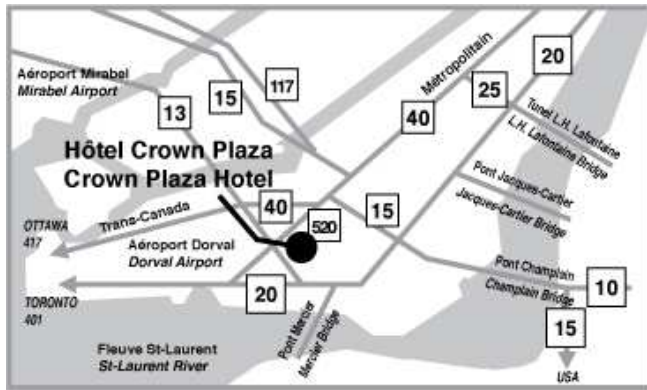 20
Métropolitain
Aéroport Mirabel
Mirabel Airport
117
15
25
13
40
Tunel L.H. Lafontaine
L.H. Lafontaine Bridge
Hôtel Crown Plaza
Crown Plaza Hotel
Pont Jacques-Cartier
Jacques-Cartier Bridge
40
15
520
Trans-Canada
OTTAWA
417
Aéroport Dorval
Dorval Airport
Pont Champlain
Champlain Bridge
10
20
TORONTO
401
Pont Mercier
Mercier Bridge
15
Fleuve St-Laurent
St-Laurent River
USA